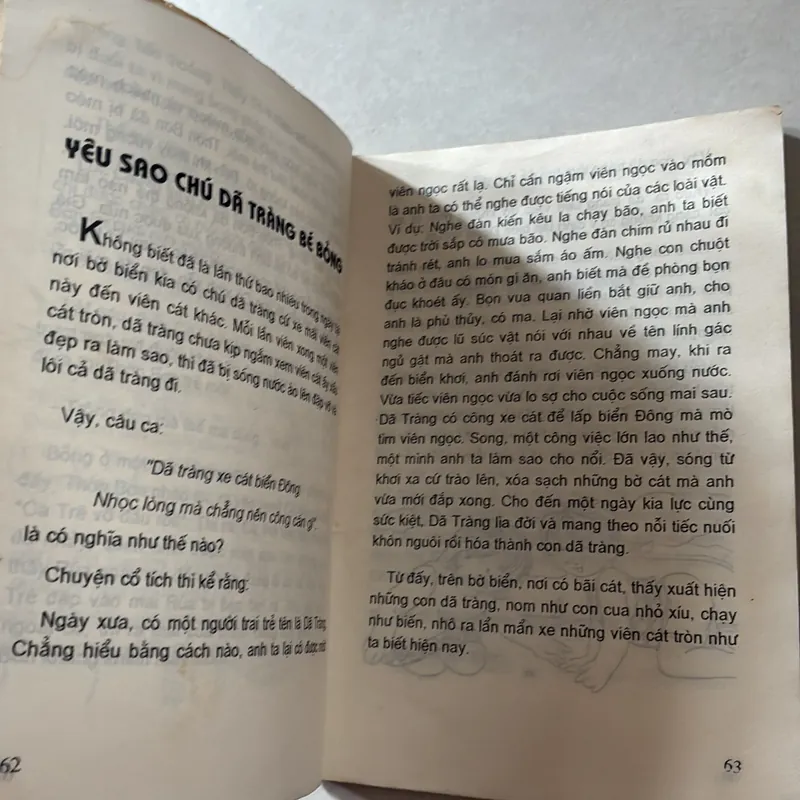 YÊU SAO CHÚ DÃ TRÀNG BÉ BỎNG
Không biết đã là lần thứ bao nhiêu trong ngày tại
nơi bờ biển kia có chú dã tràng cứ xe mãi viên cát
này đến viên cát khác. Mỗi lần viên xong một viên
cát tròn, dã tràng chưa kịp ngắm xem viên cát ấy xấu
đẹp ra làm sao, thì đã bị sóng nước ào lên đập vỡ và
lôi cả dã tràng đi.
Vậy, câu ca:
"Dã tràng xe cát biển Đông
Nhọc lòng mà chẳng nên công cán gì".
là có nghĩa như thế nào?
Chuyện cổ tích thì kể rằng:
Ngày xưa, có một người trai trẻ tên là Dã Tràng.
Chẳng hiểu bằng cách nào, anh ta lại có được một
62
viên ngọc rất lạ. Chỉ cần ngậm viên ngọc vào mồm
là anh ta có thể nghe được tiếng nói của các loài vật.
Ví dụ: Nghe đàn kiến kêu la chạy bão, anh ta biết
được trời sắp có mưa bão. Nghe đàn chim rủ nhau đi
tránh rét, anh lo mua sắm áo ấm. Nghe con chuột
kháo ở đâu có món gì ăn, anh biết mà đề phòng bọn
đục khoét ấy. Bọn vua quan liền bắt giữ anh, cho
anh là phù thủy, có ma. Lại nhờ viên ngọc mà anh
nghe được lũ súc vật nói với nhau về tên lính gác
ngủ gật mà anh thoát ra được. Chẳng may, khi ra
đến biển khơi, anh đánh rơi viên ngọc xuống nước.
Vừa tiếc viên ngọc vừa lo sợ cho cuộc sống mai sau.
Dã Tràng có công xe cát để lấp biển Đông mà mò
tìm viên ngọc. Song, một công việc lớn lao như thế,
một mình anh ta làm sao cho nổi. Đã vậy, sóng từ
khơi xa cứ trào lên, xóa sạch những bờ cát mà anh
vừa mới đắp xong. Cho đến một ngày kia lực cùng
sức kiệt, Dã Tràng lìa đời và mang theo nỗi tiếc nuối
khôn nguôi rồi hóa thành con dã tràng.
Từ đấy, trên bờ biển, nơi có bãi cát, thấy xuất hiện
những con dã tràng, nom như con cua nhỏ xíu, chạy
như biến, nhô ra lẩn mẩn xe những viên cát tròn như
ta biết hiện nay.
63